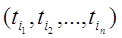 (t_{i_1}, t_{i_2}, ..., t_{i_n})